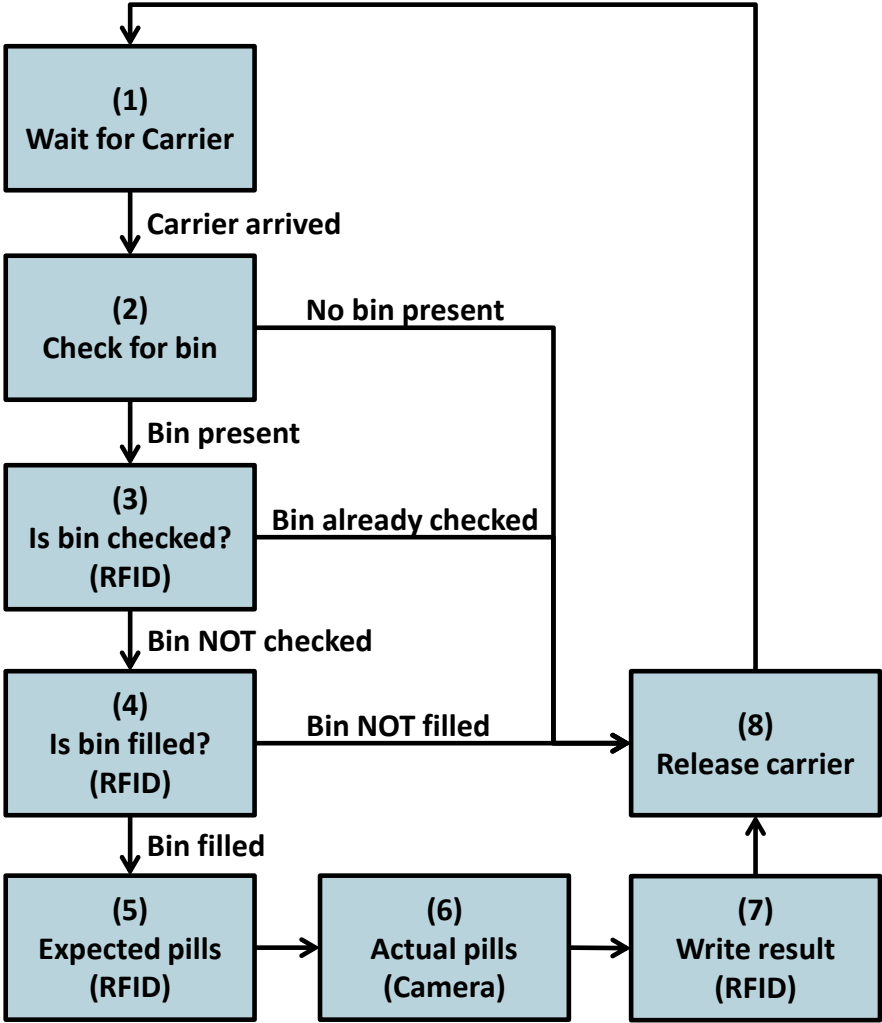 (1)
Wait for Carrier
Carrier arrived
(2)
Check for bin
No bin present
Bin present
(3)
Is bin checked?
(RFID)
Bin already checked
Bin NOT checked
(4)
Is bin filled?
(RFID)
Bin NOT filled
(8)
Release carrier
Bin filled
(5)
Expected pills
(RFID)
(6)
Actual pills
(Camera)
(7)
Write result
(RFID)